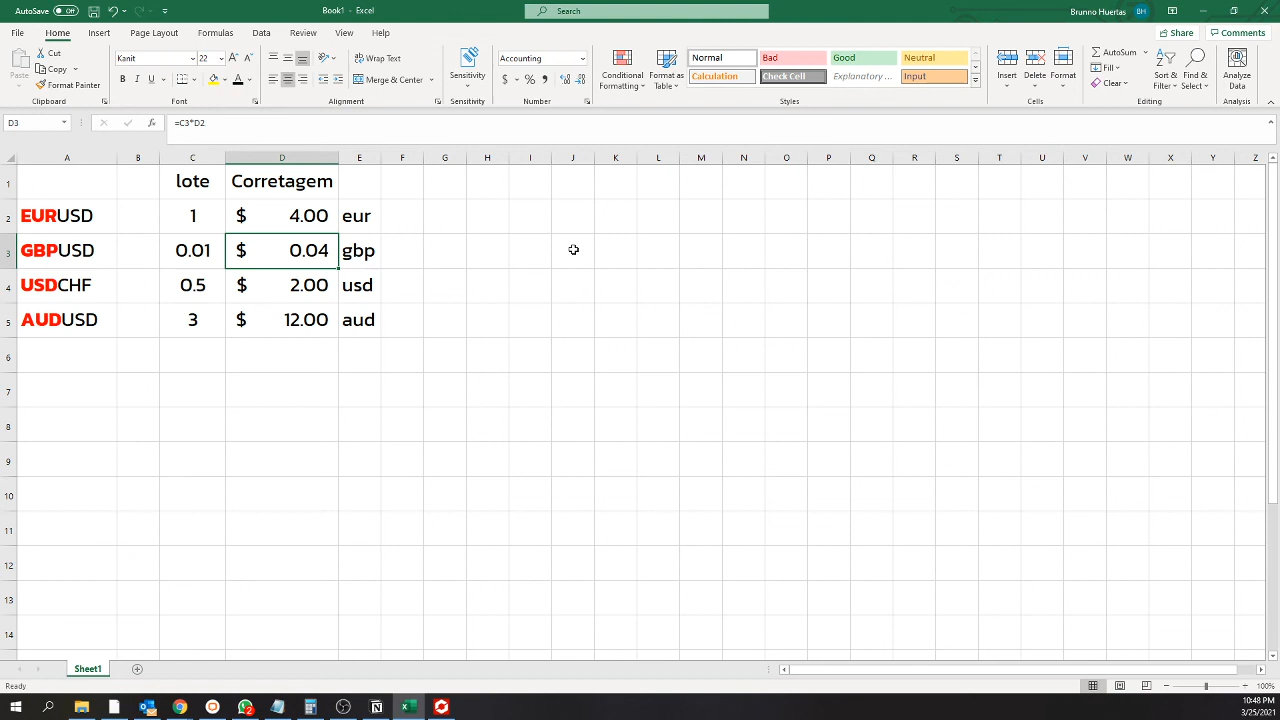 AutoSave Off Book1 - Excel Search Brunno Huertas BH
File Home Insert Page Layout Formulas Data Review View Help Share Comments
Paste Cut Copy Format Painter Clipboard
Kanit 22 A A B I U A Font
Wrap Text Merge & Center Alignment
Sensitivity Sensitivity
Accounting $ % Number
Conditional Formatting Format as Table Normal Bad Good Neutral Calculation Check Cell Explanatory ... Input Styles
Insert Delete Format Cells
AutoSum Fill Clear Sort & Filter Find & Select Editing
Analyze Data Analysis
D3 fx =C3*D2
A B C D E F G H I J K L M N O P Q R S T U V W X Y Z
1 lote Corretagem
2 EURUSD 1 $ 4.00 eur
3 GBPUSD 0.01 $ 0.04 gbp
4 USDCHF 0.5 $ 2.00 usd
5 AUDUSD 3 $ 12.00 aud
6
7
8
9
10
11
12
13
14
Sheet1
Ready 100%
10:48 PM
3/25/2021